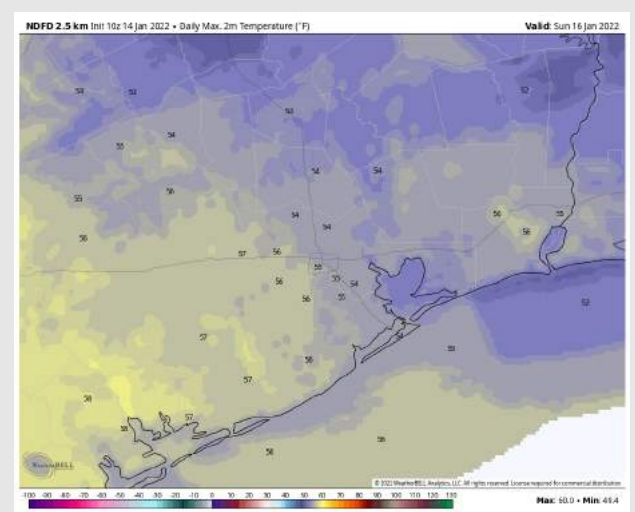 NDFD 2.5 km Init 10z 14 Jan 2022 • Daily Max. 2m Temperature (°F) Valid: Sun 16 Jan 2022
53 53 52
53
54
55 54 54
56
55 54 56 55
54 56
56 57 56
55
56 55 54
56 55
52
57 55
56
57
58 57
58
58 56
WeatherBELL
© 2022 WeatherBELL Analytics, LLC. All rights reserved. License required for commercial distribution.
-100 -90 -80 -70 -60 -50 -40 -30 -20 -10 0 10 20 30 40 50 60 70 80 90 100 110 120 130
Max: 60.0 • Min: 49.4